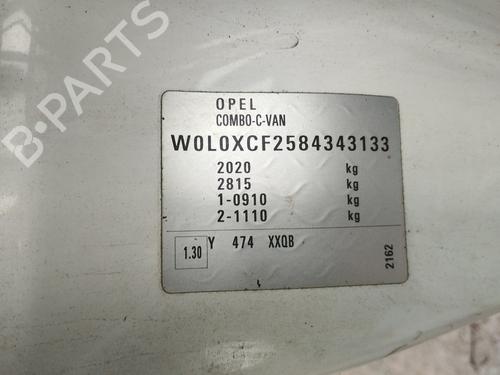 OPEL
COMBO-C-VAN
W0L0XCF2584343133
2020 kg
2815 kg
1-0910 kg
2-1110 kg
1.30 Y 474 XXQB
2162
B-PARTS